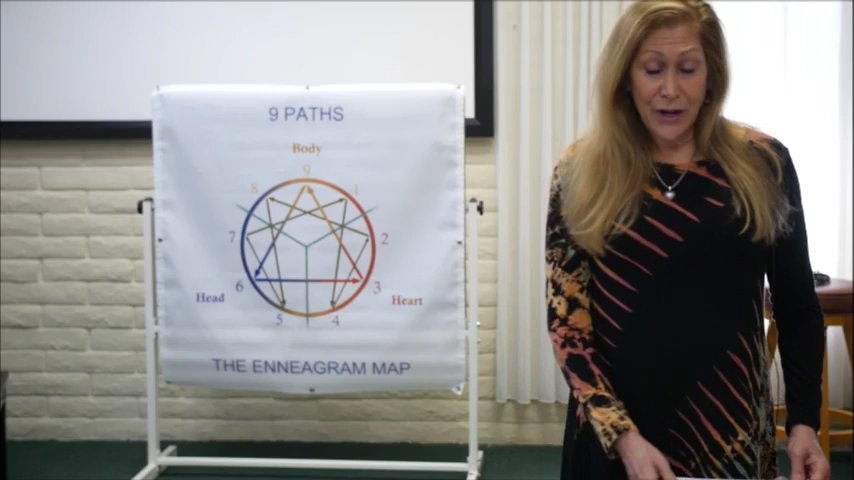 9 PATHS
Body
9
8 1
7 2
6 3
Head Heart
5 4
THE ENNEAGRAM MAP